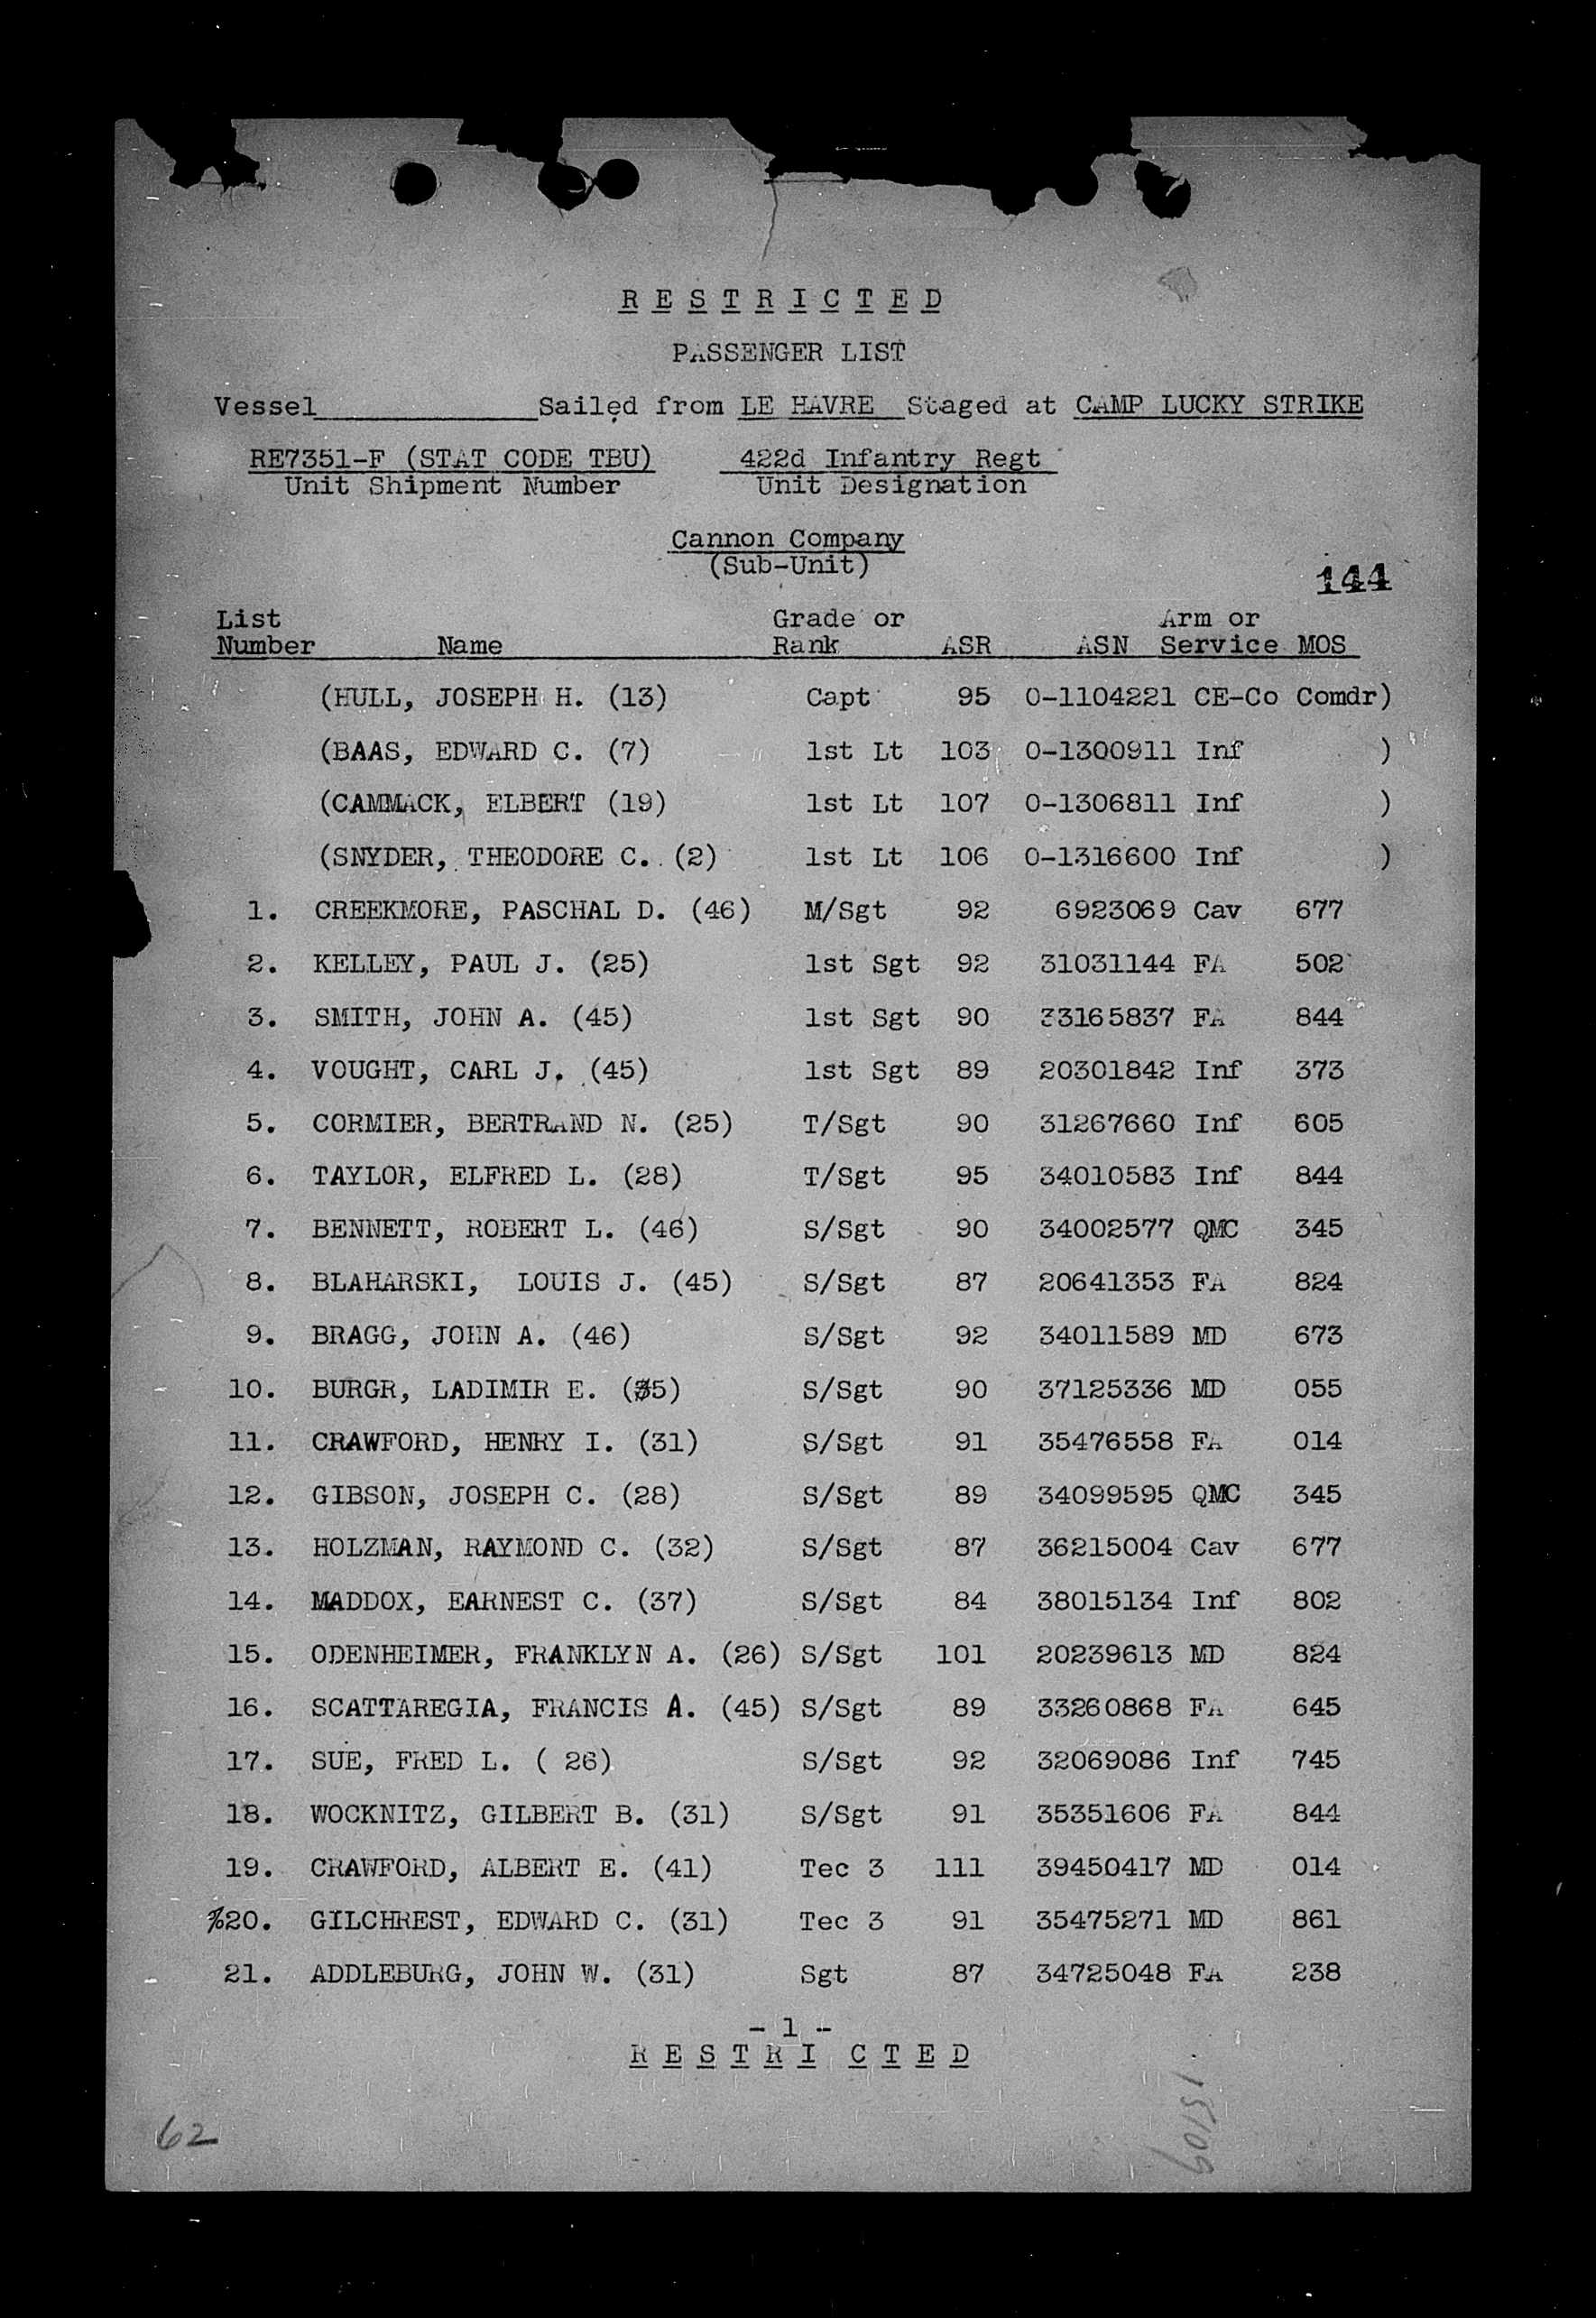 RESTRICTED
PASSENGER LIST
Vessel Sailed from LE HAVRE Staged at CAMP LUCKY STRIKE
RE7351-F (STAT CODE TBU) 422d Infantry Regt
Unit Shipment Number Unit Designation
Cannon Company
(Sub-Unit)
144
List Grade or Arm or
Number Name Rank ASR ASN Service MOS
(HULL, JOSEPH H. (13) Capt 95 O-1104221 CE-Co Comdr)
(BAAS, EDWARD C. (7) 1st Lt 103 O-1300911 Inf )
(CAMMACK, ELBERT (19) 1st Lt 107 O-1306811 Inf )
(SNYDER, THEODORE C. (2) 1st Lt 106 O-1316600 Inf )
1. CREEKMORE, PASCHAL D. (46) M/Sgt 92 6923069 Cav 677
2. KELLEY, PAUL J. (25) 1st Sgt 92 31031144 FA 502
3. SMITH, JOHN A. (45) 1st Sgt 90 33165837 FA 844
4. VOUGHT, CARL J. (45) 1st Sgt 89 20301842 Inf 373
5. CORMIER, BERTRAND N. (25) T/Sgt 90 31267660 Inf 605
6. TAYLOR, ELFRED L. (28) T/Sgt 95 34010583 Inf 844
7. BENNETT, ROBERT L. (46) S/Sgt 90 34002577 QMC 345
8. BLAHARSKI, LOUIS J. (45) S/Sgt 87 20641353 FA 824
9. BRAGG, JOHN A. (46) S/Sgt 92 34011589 MD 673
10. BURGR, LADIMIR E. (35) S/Sgt 90 37125336 MD 055
11. CRAWFORD, HENRY I. (31) S/Sgt 91 35476558 FA 014
12. GIBSON, JOSEPH C. (28) S/Sgt 89 34099595 QMC 345
13. HOLZMAN, RAYMOND C. (32) S/Sgt 87 36215004 Cav 677
14. MADDOX, EARNEST C. (37) S/Sgt 84 38015134 Inf 802
15. ODENHEIMER, FRANKLYN A. (26) S/Sgt 101 20239613 MD 824
16. SCATTAREGIA, FRANCIS A. (45) S/Sgt 89 33260868 FA 645
17. SUE, FRED L. ( 26) S/Sgt 92 32069086 Inf 745
18. WOCKNITZ, GILBERT B. (31) S/Sgt 91 35351606 FA 844
19. CRAWFORD, ALBERT E. (41) Tec 3 111 39450417 MD 014
%20. GILCHREST, EDWARD C. (31) Tec 3 91 35475271 MD 861
21. ADDLEBURG, JOHN W. (31) Sgt 87 34725048 FA 238
- 1 -
RESTRICTED
62